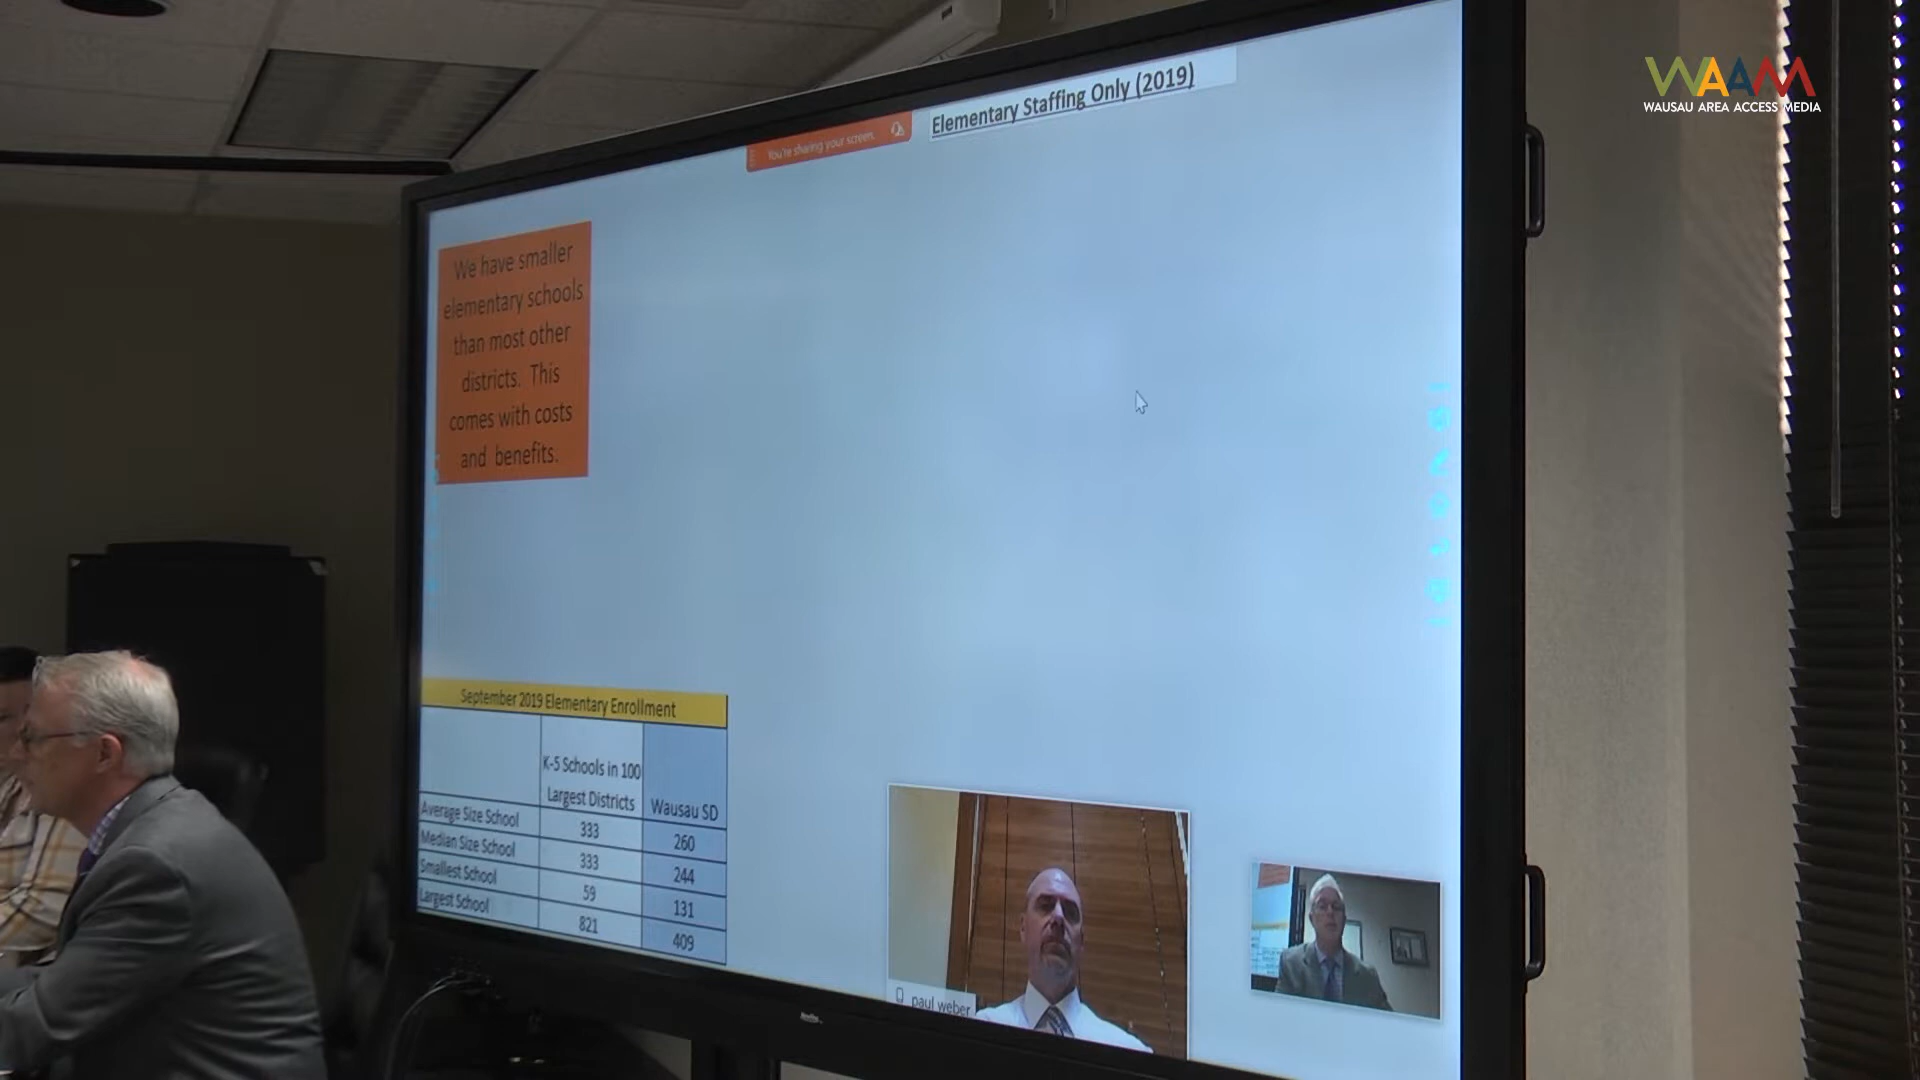 WAAM
WAUSAU AREA ACCESS MEDIA
Elementary Staffing Only (2019)
You're sharing your screen.
We have smaller
elementary schools
than most other
districts. This
comes with costs
and benefits.
September 2019 Elementary Enrollment
K-5 Schools in 100
Largest Districts
Wausau SD
Average Size School 333 260
Median Size School 333 244
Smallest School 59 131
Largest School 821 409
paul weber